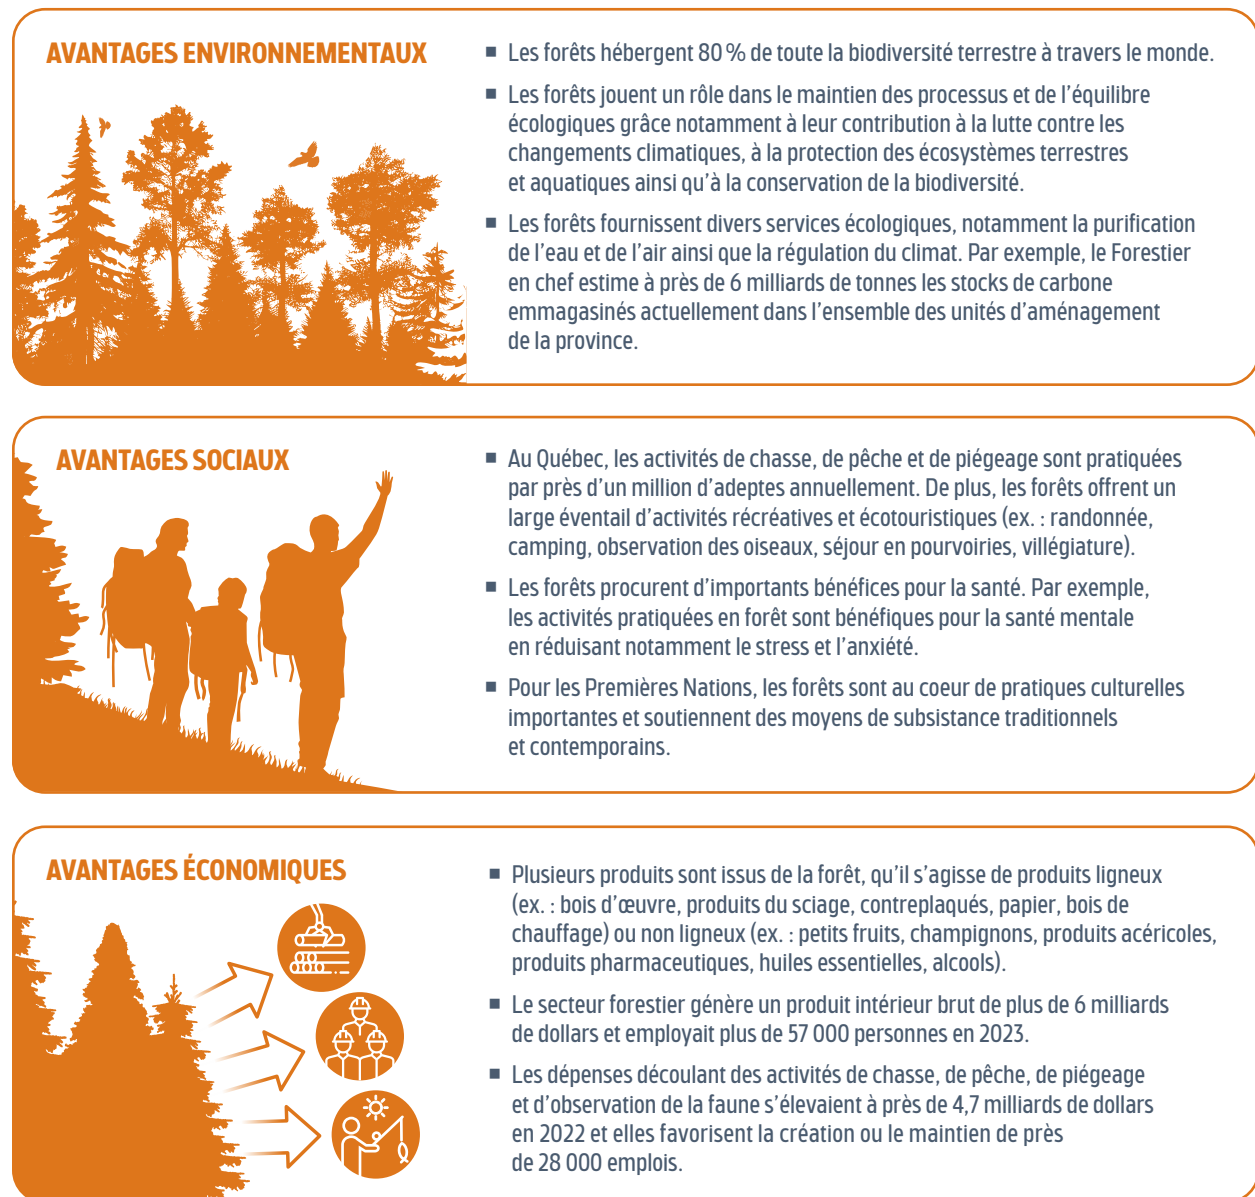 AVANTAGES ENVIRONNEMENTAUX
▪ Les forêts hébergent 80 % de toute la biodiversité terrestre à travers le monde.
▪ Les forêts jouent un rôle dans le maintien des processus et de l’équilibre
écologiques grâce notamment à leur contribution à la lutte contre les
changements climatiques, à la protection des écosystèmes terrestres
et aquatiques ainsi qu’à la conservation de la biodiversité.
▪ Les forêts fournissent divers services écologiques, notamment la purification
de l’eau et de l’air ainsi que la régulation du climat. Par exemple, le Forestier
en chef estime à près de 6 milliards de tonnes les stocks de carbone
emmagasinés actuellement dans l’ensemble des unités d’aménagement
de la province.
AVANTAGES SOCIAUX
▪ Au Québec, les activités de chasse, de pêche et de piégeage sont pratiquées
par près d’un million d’adeptes annuellement. De plus, les forêts offrent un
large éventail d’activités récréatives et écotouristiques (ex. : randonnée,
camping, observation des oiseaux, séjour en pourvoiries, villégiature).
▪ Les forêts procurent d’importants bénéfices pour la santé. Par exemple,
les activités pratiquées en forêt sont bénéfiques pour la santé mentale
en réduisant notamment le stress et l’anxiété.
▪ Pour les Premières Nations, les forêts sont au coeur de pratiques culturelles
importantes et soutiennent des moyens de subsistance traditionnels
et contemporains.
AVANTAGES ÉCONOMIQUES
▪ Plusieurs produits sont issus de la forêt, qu’il s’agisse de produits ligneux
(ex. : bois d’œuvre, produits du sciage, contreplaqués, papier, bois de
chauffage) ou non ligneux (ex. : petits fruits, champignons, produits acéricoles,
produits pharmaceutiques, huiles essentielles, alcools).
▪ Le secteur forestier génère un produit intérieur brut de plus de 6 milliards
de dollars et employait plus de 57 000 personnes en 2023.
▪ Les dépenses découlant des activités de chasse, de pêche, de piégeage
et d’observation de la faune s’élevaient à près de 4,7 milliards de dollars
en 2022 et elles favorisent la création ou le maintien de près
de 28 000 emplois.